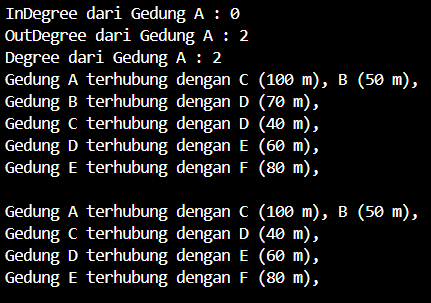 InDegree dari Gedung A : 0
OutDegree dari Gedung A : 2
Degree dari Gedung A : 2
Gedung A terhubung dengan C (100 m), B (50 m),
Gedung B terhubung dengan D (70 m),
Gedung C terhubung dengan D (40 m),
Gedung D terhubung dengan E (60 m),
Gedung E terhubung dengan F (80 m),

Gedung A terhubung dengan C (100 m), B (50 m),
Gedung C terhubung dengan D (40 m),
Gedung D terhubung dengan E (60 m),
Gedung E terhubung dengan F (80 m),